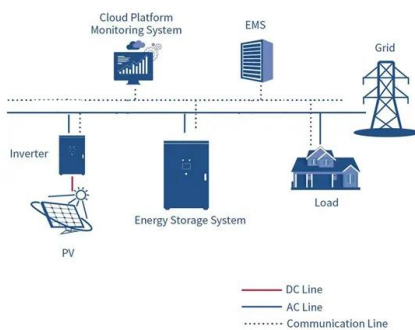 Cloud Platform
Monitoring System
EMS
Grid
Inverter
Energy Storage System
Load
PV
DC Line
AC Line
Communication Line